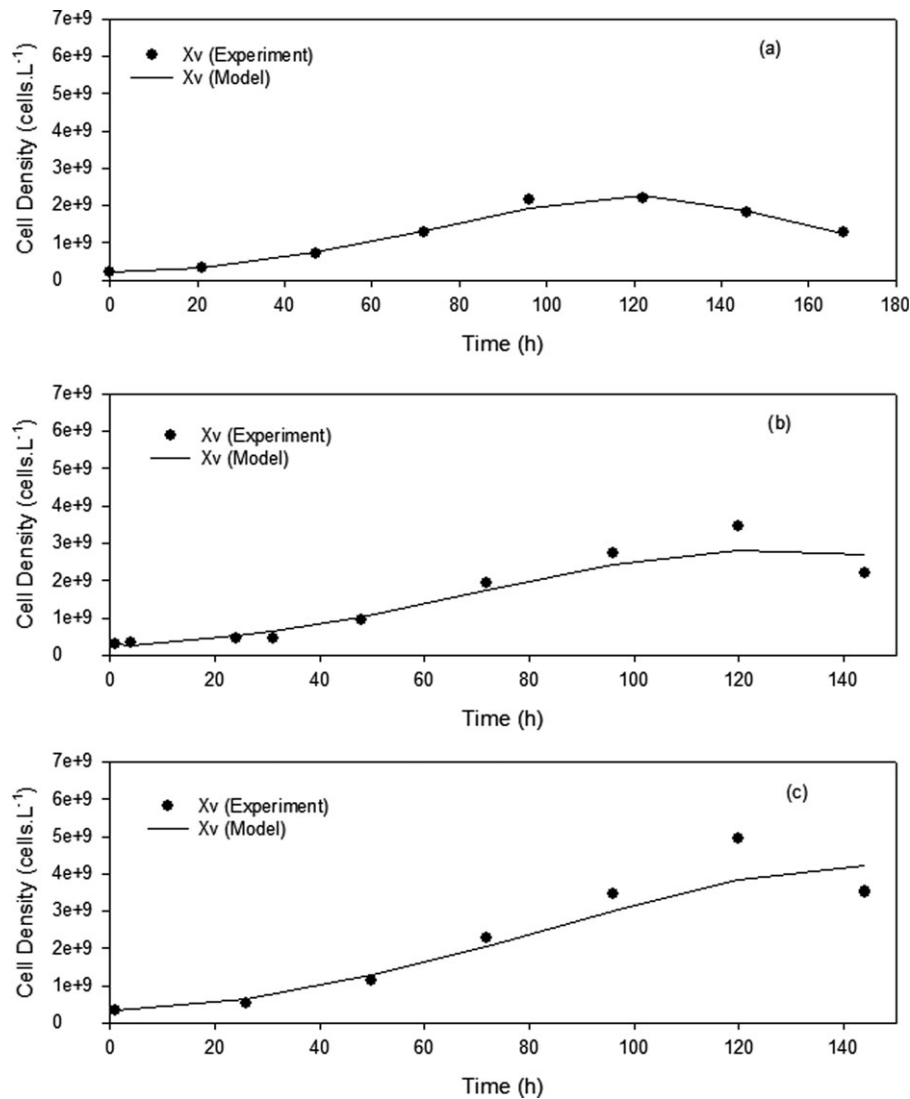 7e+9
6e+9
5e+9
4e+9
3e+9
2e+9
1e+9
0
Cell Density (cells.L⁻¹)
Xv (Experiment)
Xv (Model)
(a)
0 20 40 60 80 100 120 140 160 180
Time (h)
7e+9
6e+9
5e+9
4e+9
3e+9
2e+9
1e+9
0
Cell Density (cells.L⁻¹)
Xv (Experiment)
Xv (Model)
(b)
0 20 40 60 80 100 120 140
Time (h)
7e+9
6e+9
5e+9
4e+9
3e+9
2e+9
1e+9
0
Cell Density (cells.L⁻¹)
Xv (Experiment)
Xv (Model)
(c)
0 20 40 60 80 100 120 140
Time (h)